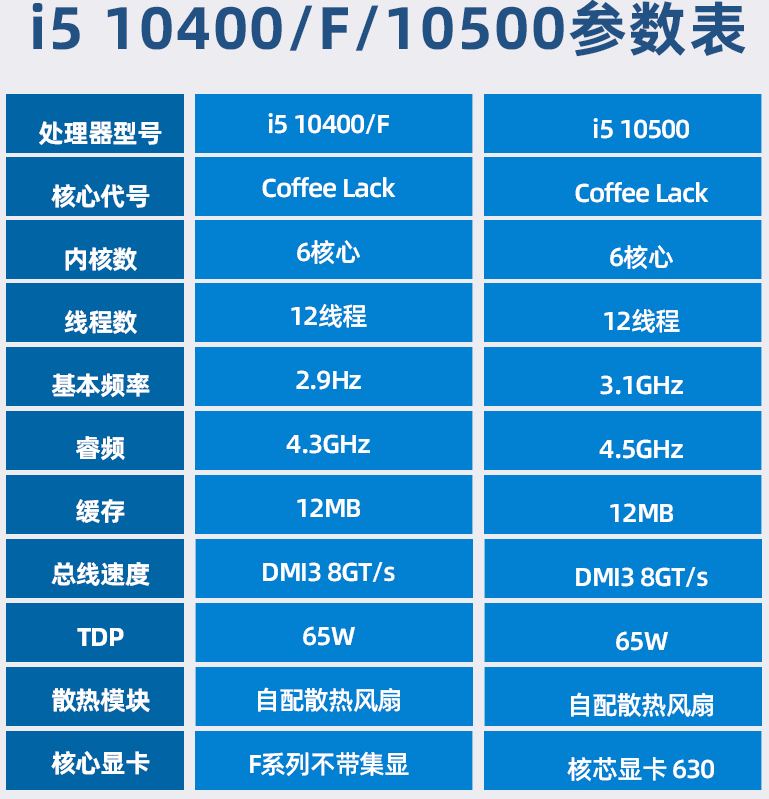 i5 10400/F/10500参数表
处理器型号 i5 10400/F i5 10500
核心代号 Coffee Lack Coffee Lack
内核数 6核心 6核心
线程数 12线程 12线程
基本频率 2.9Hz 3.1GHz
睿频 4.3GHz 4.5GHz
缓存 12MB 12MB
总线速度 DMI3 8GT/s DMI3 8GT/s
TDP 65W 65W
散热模块 自配散热风扇 自配散热风扇
核心显卡 F系列不带集显 核芯显卡 630